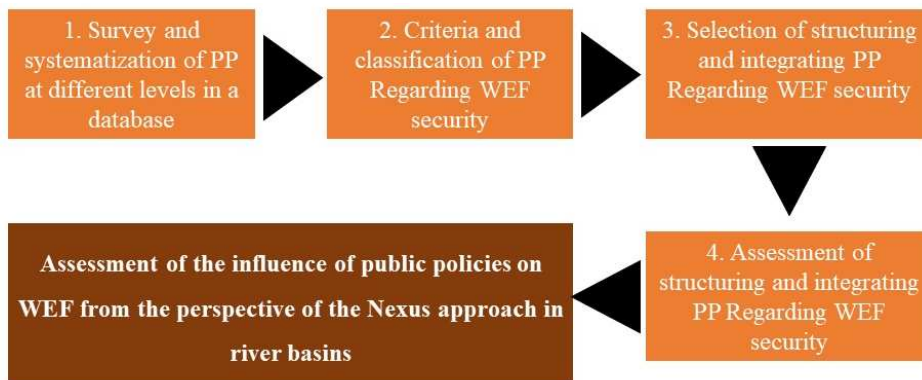 1. Survey and
systematization of PP
at different levels in a
database
2. Criteria and
classification of PP
Regarding WEF
security
3. Selection of structuring
and integrating PP
Regarding WEF security
4. Assessment of
structuring and integrating
PP Regarding WEF
security
Assessment of the influence of public policies on
WEF from the perspective of the Nexus approach in
river basins